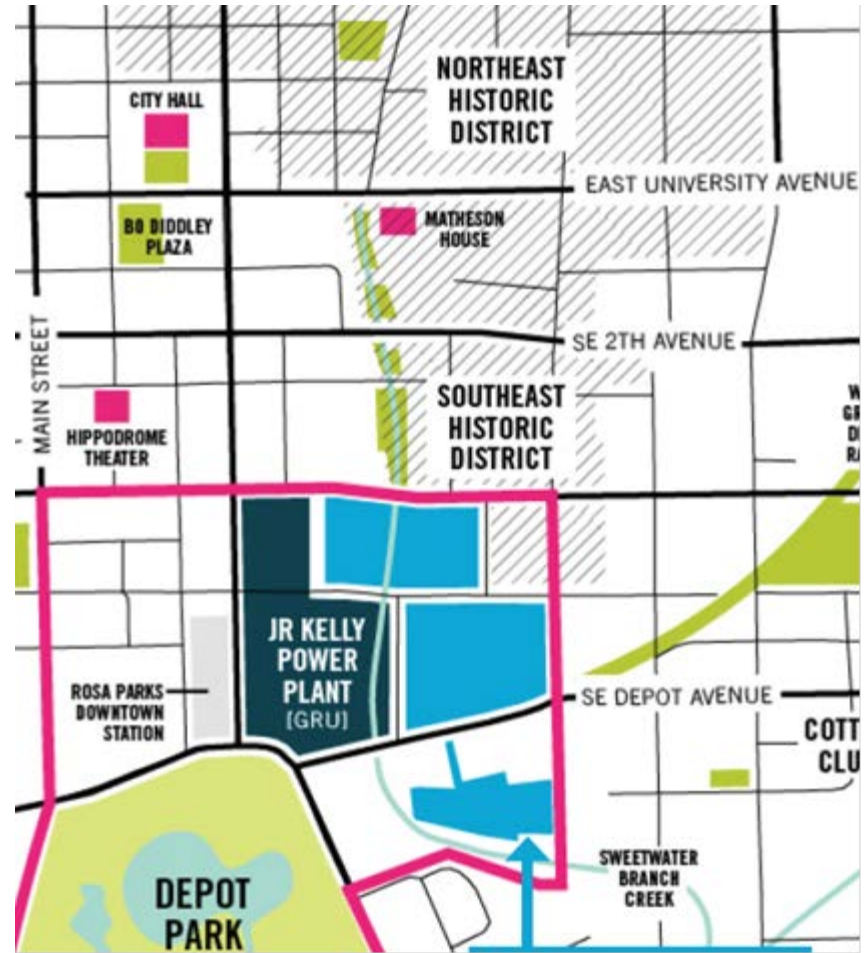 NORTHEAST
HISTORIC
DISTRICT
CITY HALL
EAST UNIVERSITY AVENUE
BO DIDDLEY
PLAZA
MATHESON
HOUSE
MAIN STREET
SE 2TH AVENUE
SOUTHEAST
HISTORIC
DISTRICT
HIPPODROME
THEATER
JR KELLY
POWER
PLANT
[GRU]
ROSA PARKS
DOWNTOWN
STATION
SE DEPOT AVENUE
COTT
CLU
SWEETWATER
BRANCH
CREEK
DEPOT
PARK